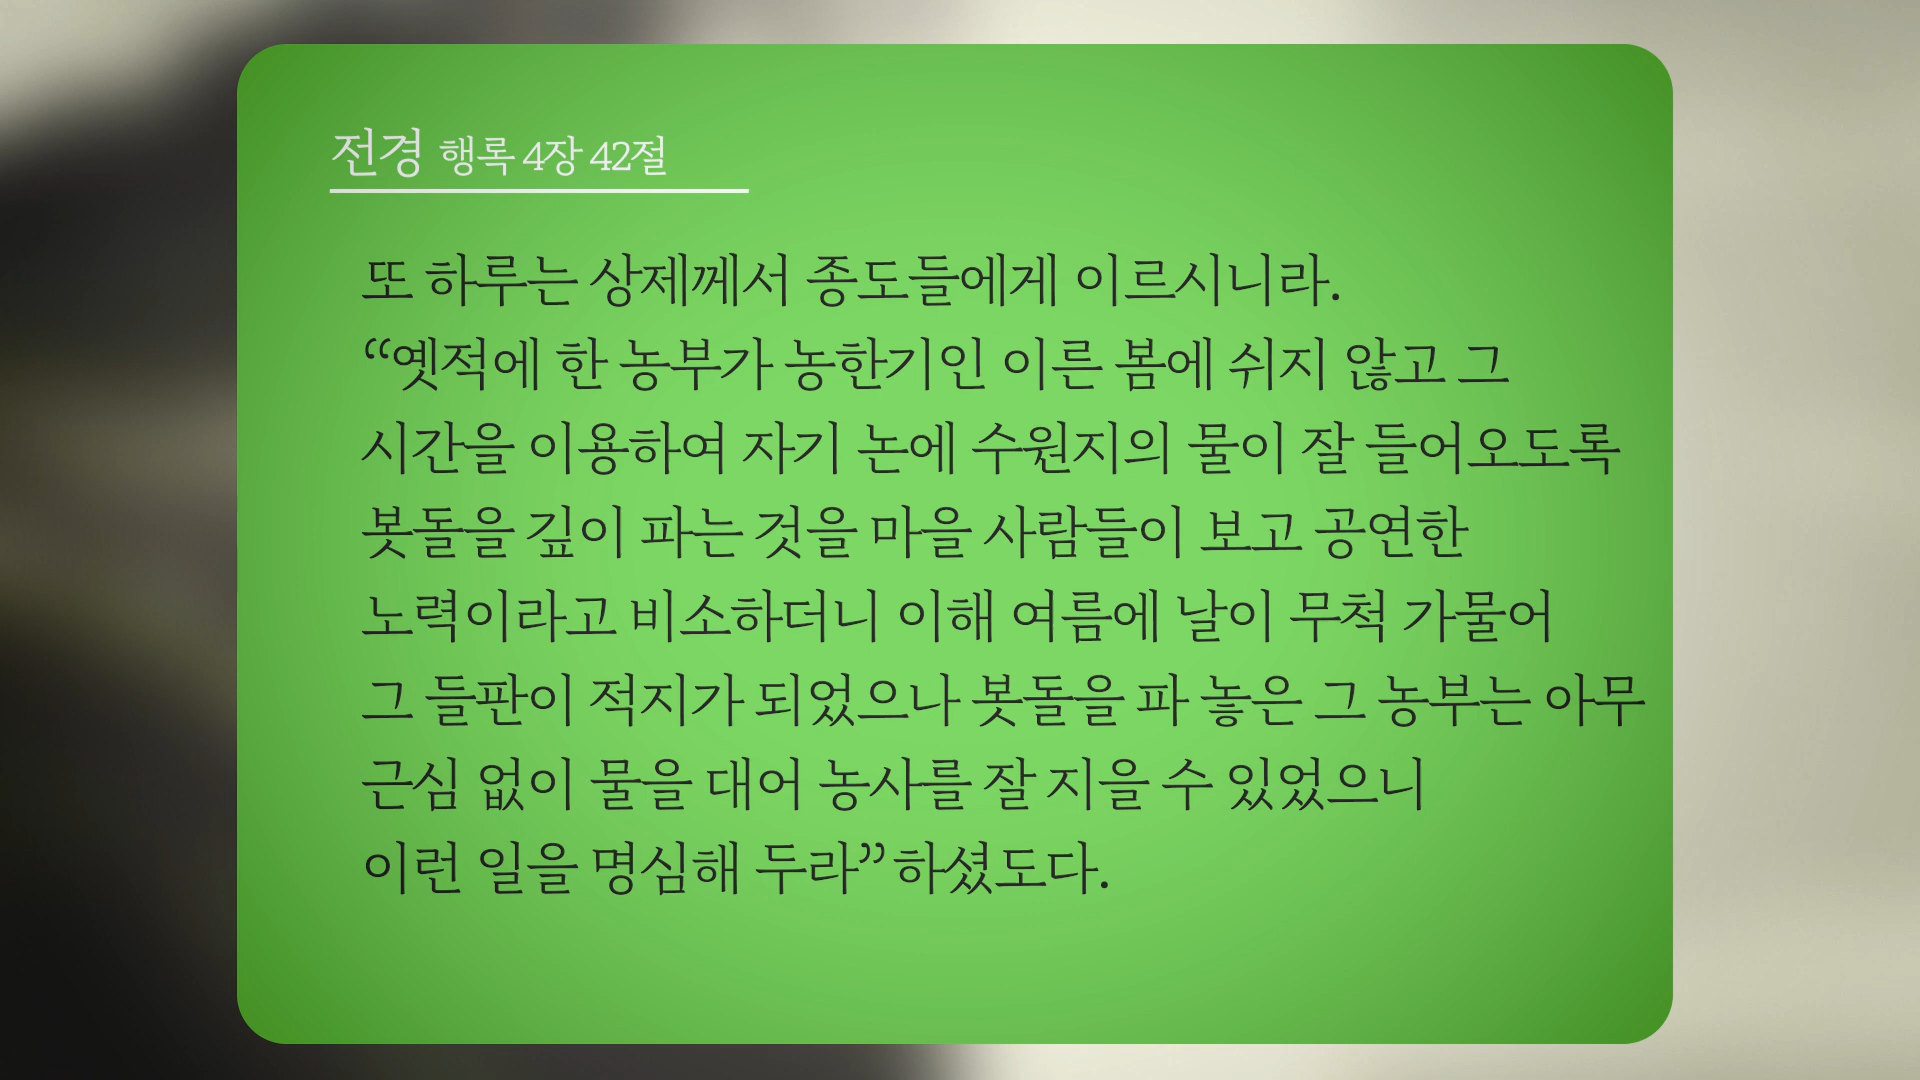 전경 행록 4장 42절
또 하루는 상제께서 종도들에게 이르시니라.
“옛적에 한 농부가 농한기인 이른 봄에 쉬지 않고 그
시간을 이용하여 자기 논에 수원지의 물이 잘 들어오도록
봇돌을 깊이 파는 것을 마을 사람들이 보고 공연한
노력이라고 비소하더니 이해 여름에 날이 무척 가물어
그 들판이 적지가 되었으나 봇돌을 파 놓은 그 농부는 아무
근심 없이 물을 대어 농사를 잘 지을 수 있었으니
이런 일을 명심해 두라” 하셨도다.